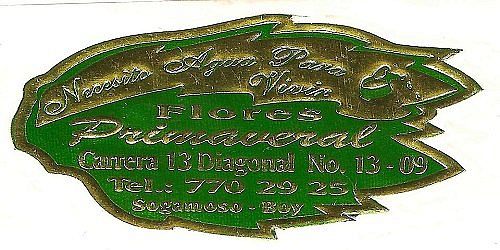 Necesito Agua Para
Vivir
Flores
Primaveral
Carrera 13 Diagonal No. 13 - 09
Tel.: 770 29 25
Sogamoso - Boy